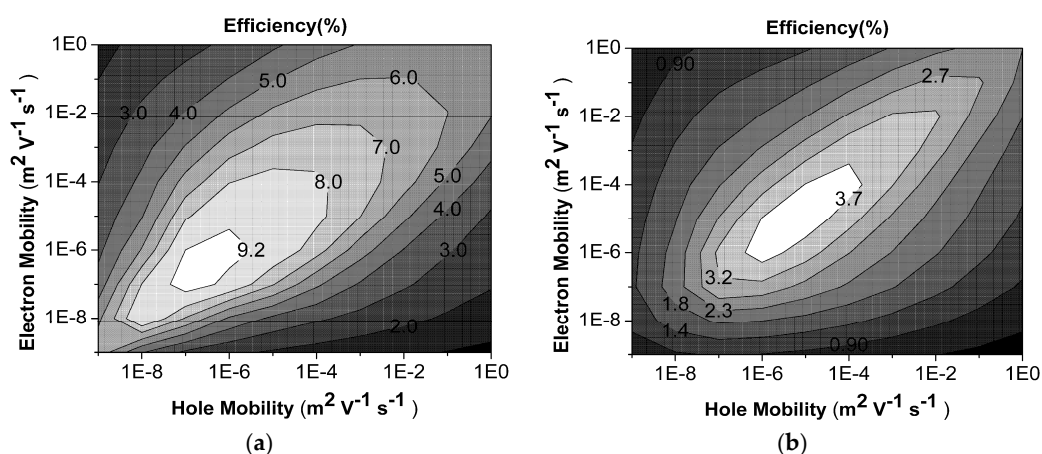 Efficiency(%)
1E0
1E-2
1E-4
1E-6
1E-8
Electron Mobility (m² V⁻¹ s⁻¹ )
3.0
4.0
5.0
6.0
7.0
8.0
9.2
5.0
4.0
3.0
2.0
1E-8
1E-6
1E-4
1E-2
1E0
Hole Mobility (m² V⁻¹ s⁻¹ )
(a)
Efficiency(%)
1E0
1E-2
1E-4
1E-6
1E-8
Electron Mobility (m² V⁻¹ s⁻¹ )
0.90
2.7
3.7
3.2
1.8
2.3
1.4
0.90
1E-8
1E-6
1E-4
1E-2
1E0
Hole Mobility (m² V⁻¹ s⁻¹ )
(b)